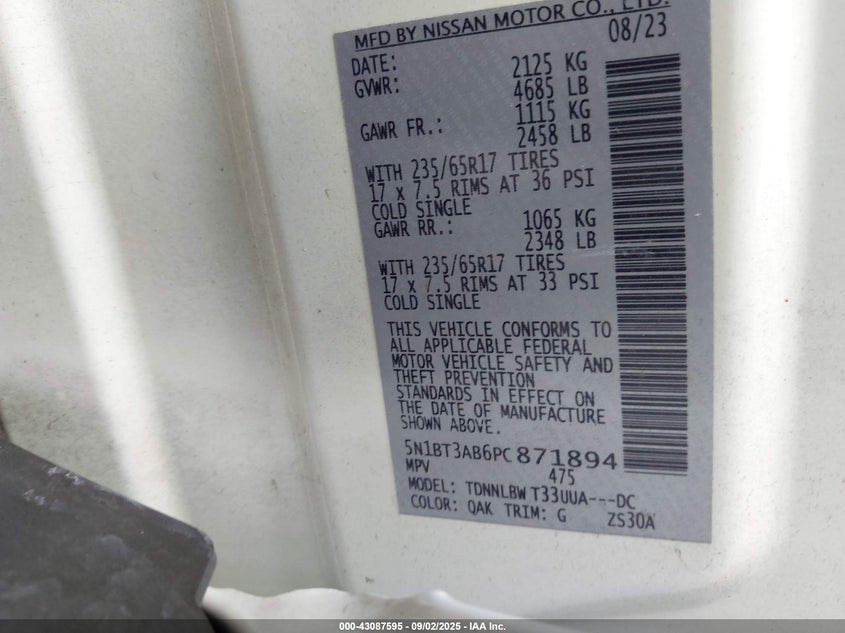 MFD BY NISSAN MOTOR CO., LTD.
DATE: 08/23
GVWR: 2125 KG
4685 LB
GAWR FR.: 1115 KG
2458 LB
WITH 235/65R17 TIRES
17 x 7.5 RIMS AT 36 PSI
COLD SINGLE
GAWR RR.: 1065 KG
2348 LB
WITH 235/65R17 TIRES
17 x 7.5 RIMS AT 33 PSI
COLD SINGLE
THIS VEHICLE CONFORMS TO
ALL APPLICABLE FEDERAL
MOTOR VEHICLE SAFETY AND
THEFT PREVENTION
STANDARDS IN EFFECT ON
THE DATE OF MANUFACTURE
SHOWN ABOVE.
5N1BT3AB6PC871894
MPV 475
MODEL: TDNNLBW T33UUA---DC
COLOR: QAK TRIM: G ZS30A
000-43087595 - 09/02/2025 - IAA Inc.